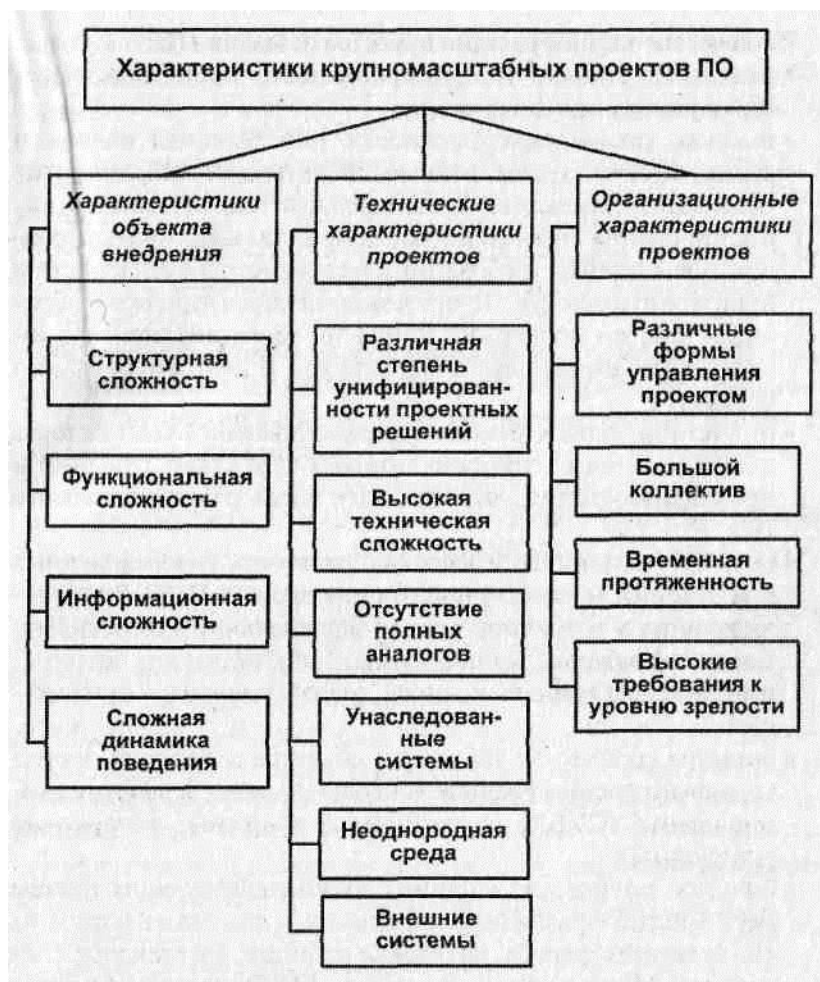 Характеристики крупномасштабных проектов ПО
Характеристики
объекта
внедрения
Структурная
сложность
Функциональная
сложность
Информационная
сложность
Сложная
динамика
поведения
Технические
характеристики
проектов
Различная
степень
унифицирован-
ности проектных
решений
Высокая
техническая
сложность
Отсутствие
полных
аналогов
Унаследован-
ные
системы
Неоднородная
среда
Внешние
системы
Организационные
характеристики
проектов
Различные
формы
управления
проектом
Большой
коллектив
Временная
протяженность
Высокие
требования к
уровню зрелости